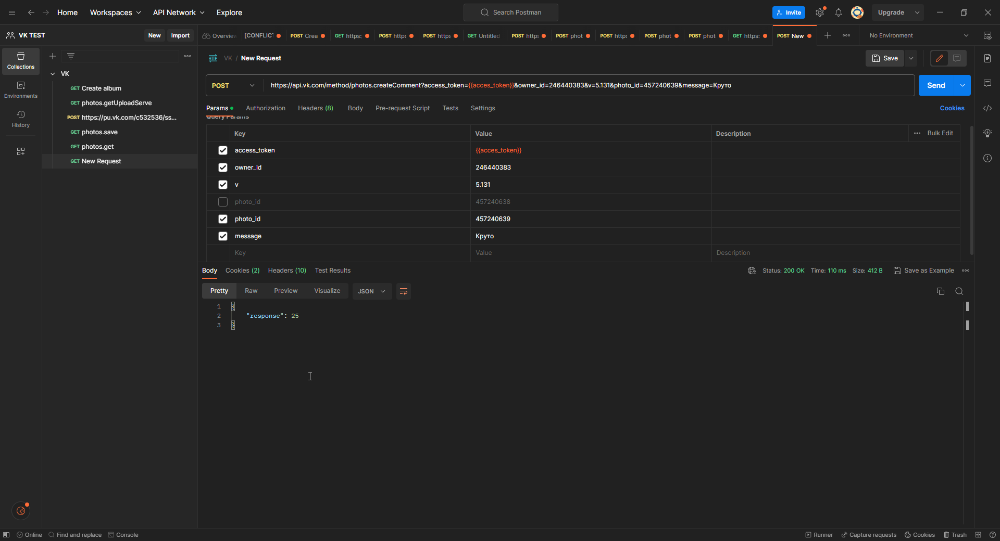 Home Workspaces API Network Explore Search Postman Invite Upgrade
VK TEST New Import Overview [CONFLICT POST Crea GET https: POST https POST https GET Untitled POST https POST phot POST https POST phot POST phot GET https: POST New No Environment
Collections
Environments
History
VK
GET Create album
GET photos.getUploadServe
POST https://pu.vk.com/c532536/ss...
GET photos.save
GET photos.get
GET New Request
HTTP VK / New Request Save
POST https://api.vk.com/method/photos.createComment?access_token={{acces_token}}&owner_id=246440383&v=5.131&photo_id=457240639&message=Круто Send
Params Authorization Headers (8) Body Pre-request Script Tests Settings Cookies
Query Params
Key Value Description Bulk Edit
access_token {{acces_token}}
owner_id 246440383
v 5.131
photo_id 457240638
photo_id 457240639
message Круто
Key Value Description
Body Cookies (2) Headers (10) Test Results Status: 200 OK Time: 110 ms Size: 412 B Save as Example
Pretty Raw Preview Visualize JSON
1 {
2 "response": 25
3 }
Online Find and replace Console Runner Capture requests Cookies Trash